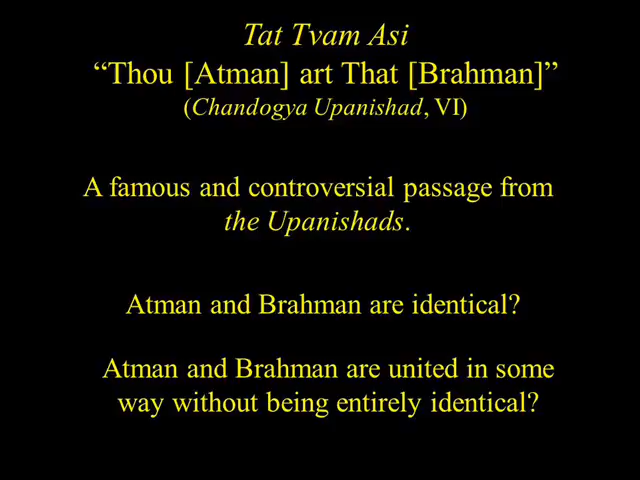 Tat Tvam Asi
“Thou [Atman] art That [Brahman]”
(Chandogya Upanishad, VI)
A famous and controversial passage from
the Upanishads.
Atman and Brahman are identical?
Atman and Brahman are united in some
way without being entirely identical?